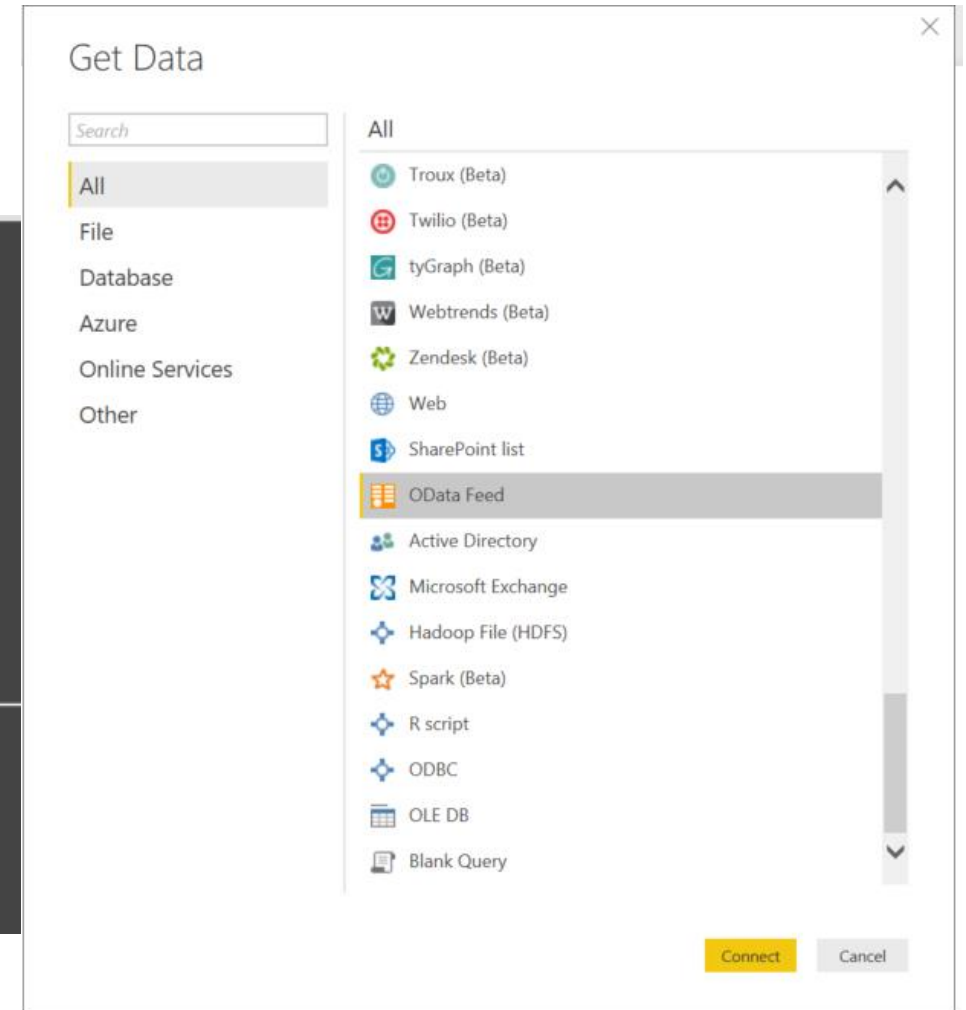 Get Data
Search
All
File
Database
Azure
Online Services
Other
All
Troux (Beta)
Twilio (Beta)
tyGraph (Beta)
Webtrends (Beta)
Zendesk (Beta)
Web
SharePoint list
OData Feed
Active Directory
Microsoft Exchange
Hadoop File (HDFS)
Spark (Beta)
R script
ODBC
OLE DB
Blank Query
Connect
Cancel